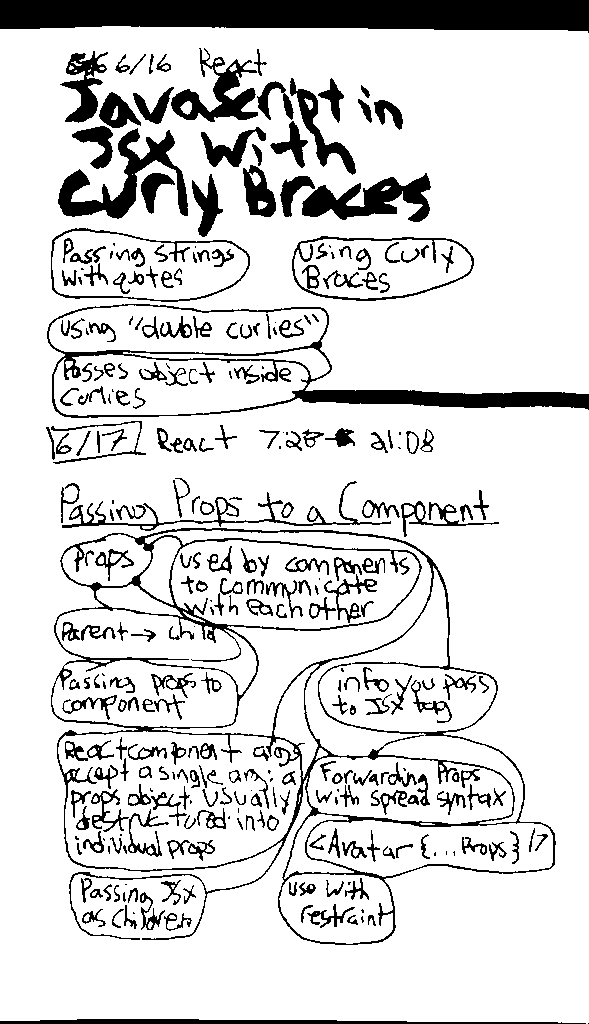 6/16 React
JavaScript in
JSX With
Curly Braces
Passing strings
with quotes
Using Curly
Braces
Using "double curlies"
Passes object inside
curlies
6/17 React 7:28 21:08
Passing Props to a Component
Props
used by components
to communicate
with each other
Parent → child
Passing props to
component
info you pass
to JSX tag
React component args
accept a single arg: a
props object. Usually
destructured into
individual props
Forwarding Props
with spread syntax
<Avatar {...Props} />
Passing JSX
as children
use with
restraint